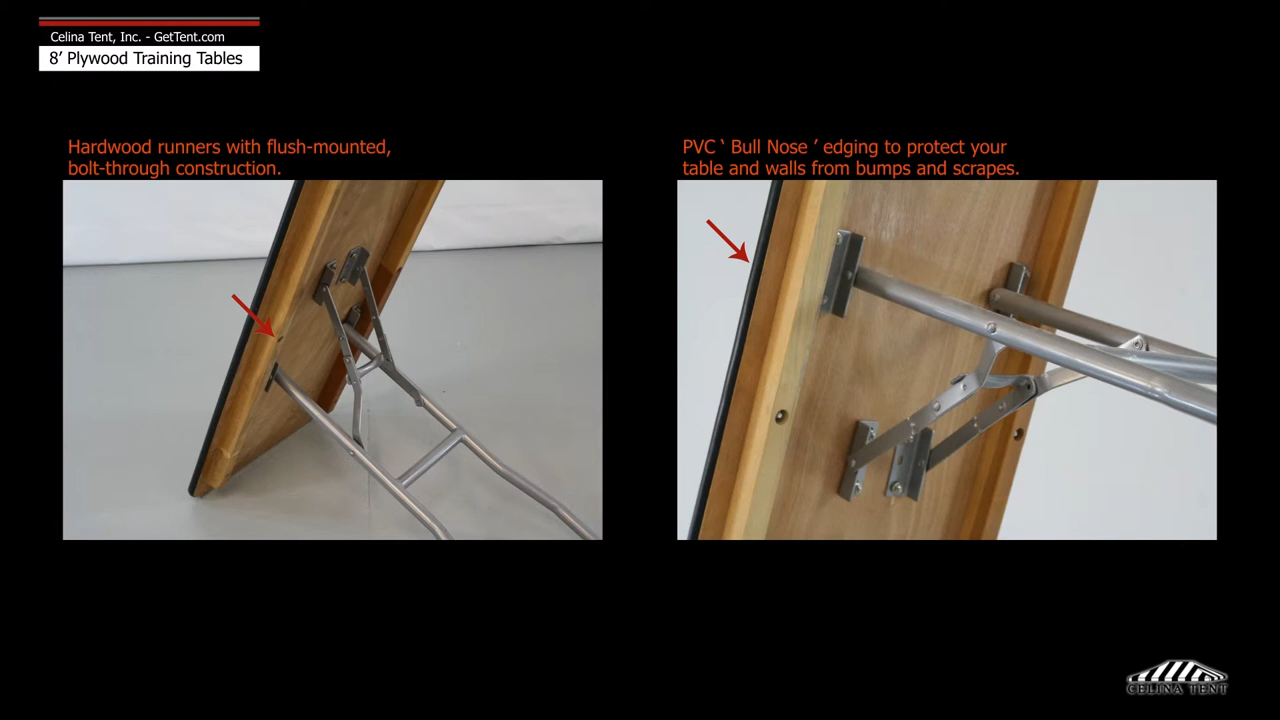 Celina Tent, Inc. - GetTent.com
8’ Plywood Training Tables
Hardwood runners with flush-mounted,
bolt-through construction.
PVC ‘ Bull Nose ’ edging to protect your
table and walls from bumps and scrapes.
CELINA TENT